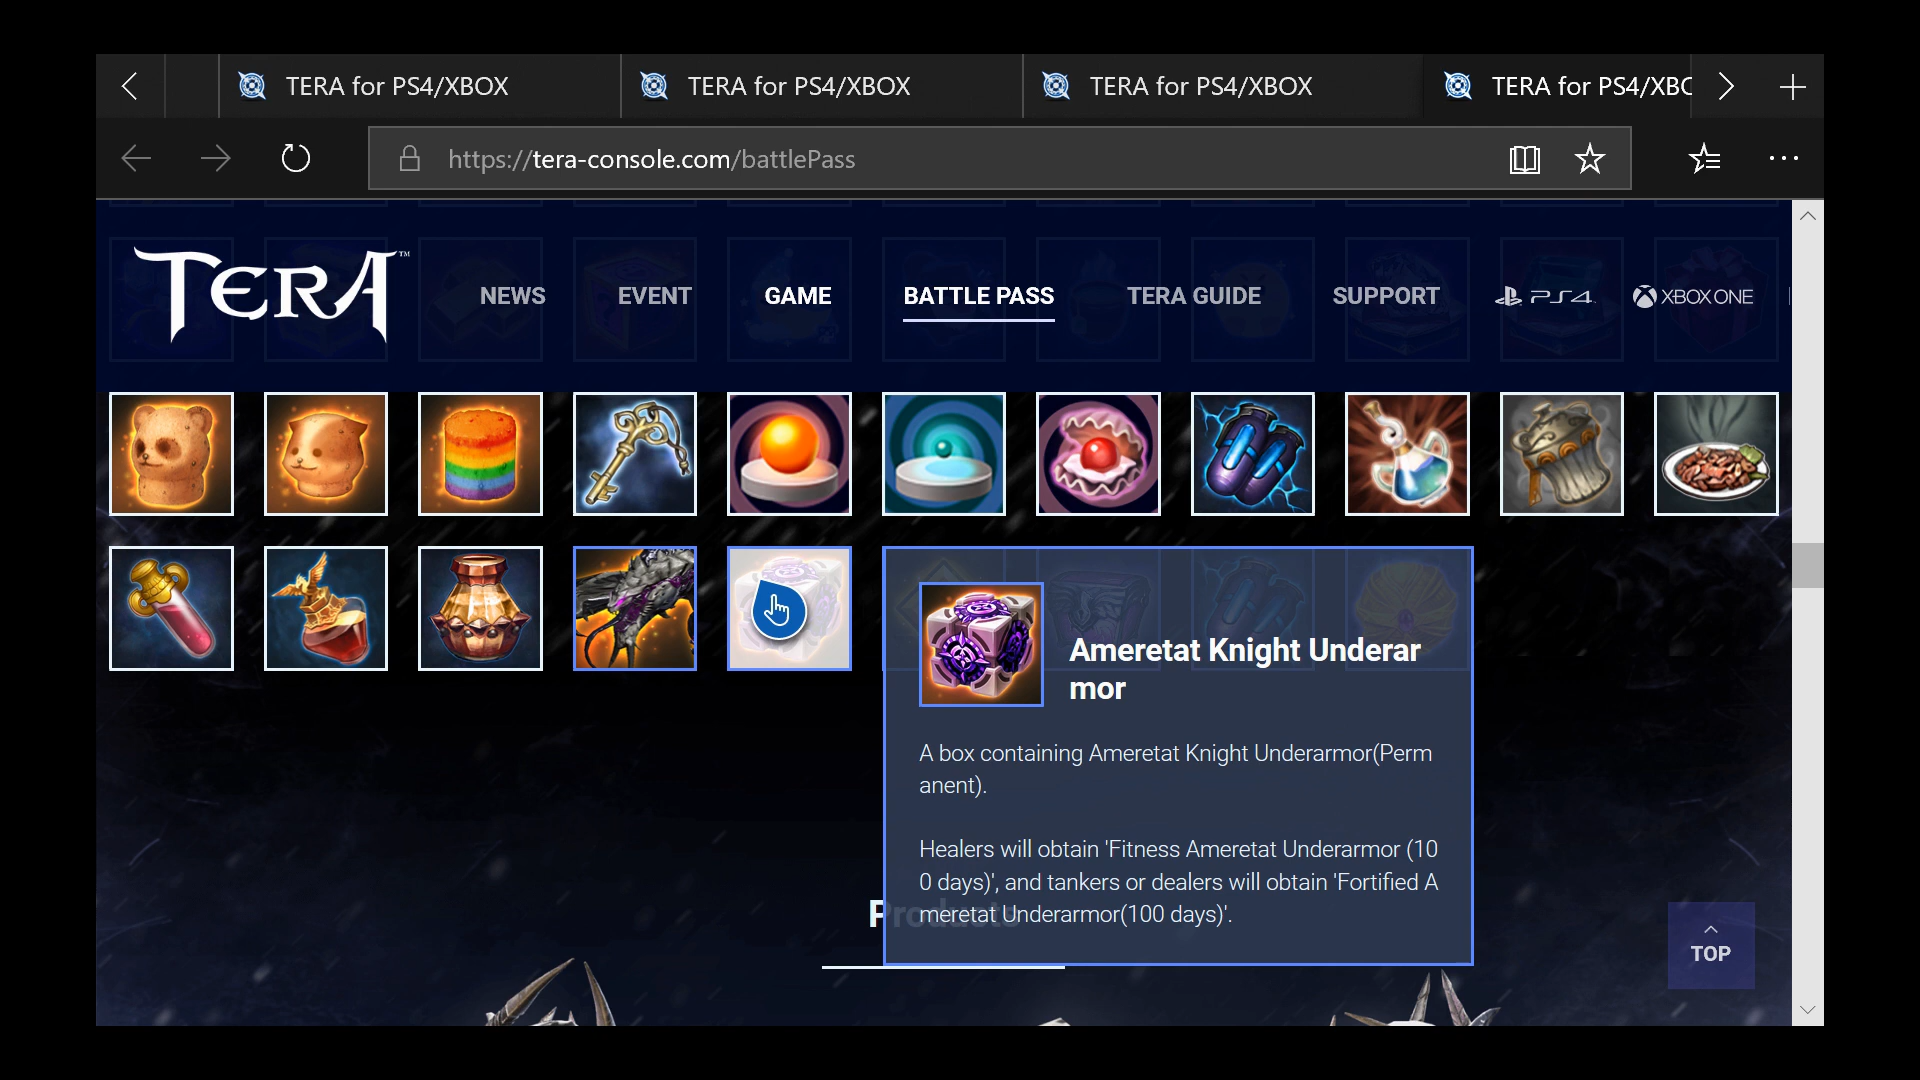 TERA for PS4/XBOX
TERA for PS4/XBOX
TERA for PS4/XBOX
TERA for PS4/XBC
https://tera-console.com/battlePass
TERA™
NEWS
EVENT
GAME
BATTLE PASS
TERA GUIDE
SUPPORT
PS4
XBOX ONE
Ameretat Knight Underar
mor
A box containing Ameretat Knight Underarmor(Perm
anent).
Healers will obtain 'Fitness Ameretat Underarmor (10
0 days)', and tankers or dealers will obtain 'Fortified A
meretat Underarmor(100 days)'.
Products
TOP